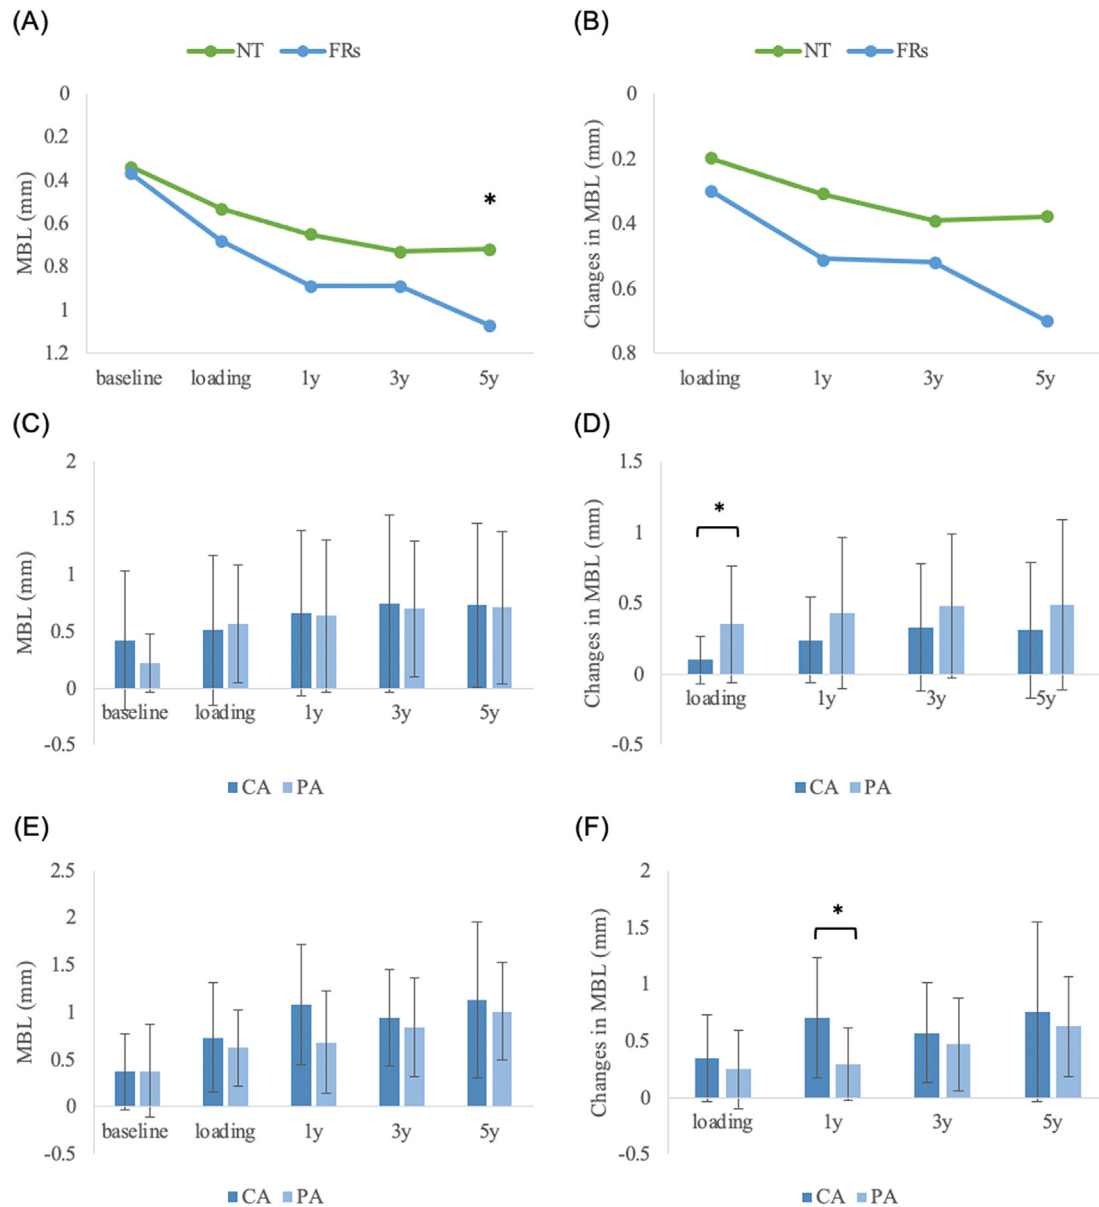 (A)
NT FRs
MBL (mm)
0
0.2
0.4
0.6
0.8
1
1.2
*
baseline loading 1y 3y 5y
(B)
NT FRs
Changes in MBL (mm)
0
0.2
0.4
0.6
0.8
loading 1y 3y 5y
(C)
MBL (mm)
2
1.5
1
0.5
0
-0.5
baseline loading 1y 3y 5y
CA PA
(D)
Changes in MBL (mm)
1.5
1
0.5
0
-0.5
*
loading 1y 3y 5y
CA PA
(E)
MBL (mm)
2.5
2
1.5
1
0.5
0
-0.5
baseline loading 1y 3y 5y
CA PA
(F)
Changes in MBL (mm)
2
1.5
1
0.5
0
-0.5
*
loading 1y 3y 5y
CA PA